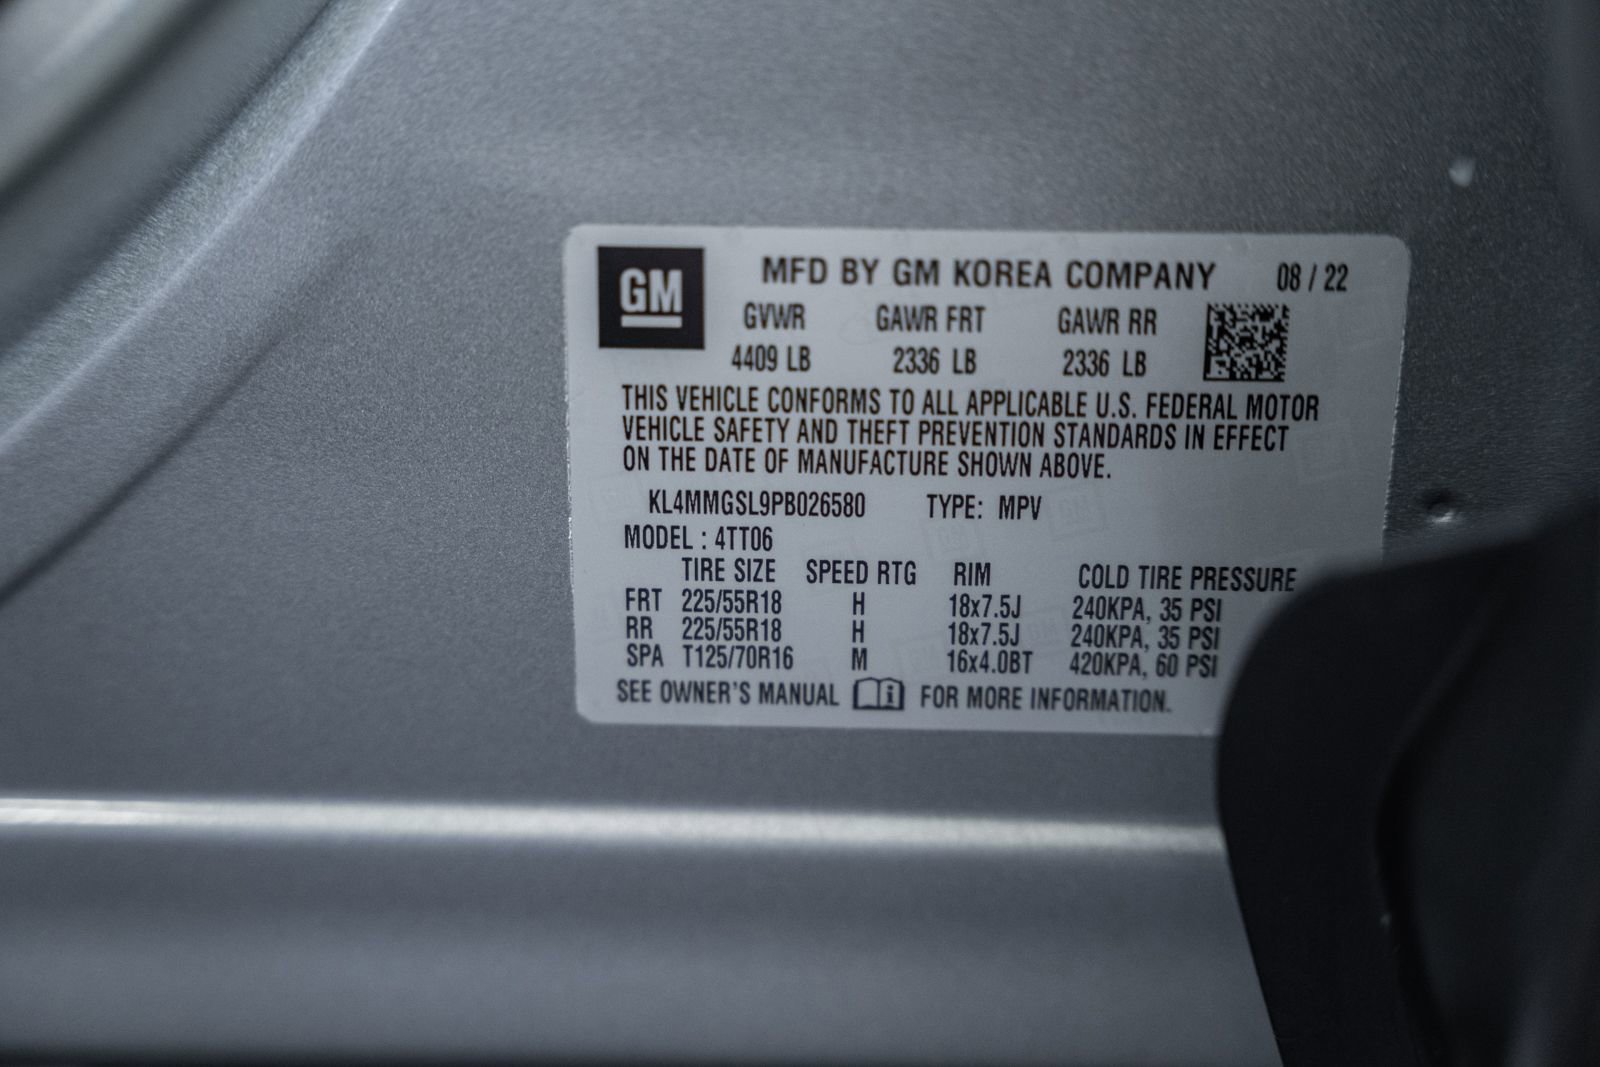 GM
MFD BY GM KOREA COMPANY 08 / 22
GVWR GAWR FRT GAWR RR
4409 LB 2336 LB 2336 LB
THIS VEHICLE CONFORMS TO ALL APPLICABLE U.S. FEDERAL MOTOR
VEHICLE SAFETY AND THEFT PREVENTION STANDARDS IN EFFECT
ON THE DATE OF MANUFACTURE SHOWN ABOVE.
KL4MMGSL9PB026580 TYPE: MPV
MODEL : 4TT06
TIRE SIZE SPEED RTG RIM COLD TIRE PRESSURE
FRT 225/55R18 H 18x7.5J 240KPA, 35 PSI
RR 225/55R18 H 18x7.5J 240KPA, 35 PSI
SPA T125/70R16 M 16x4.0BT 420KPA, 60 PSI
SEE OWNER'S MANUAL i FOR MORE INFORMATION.